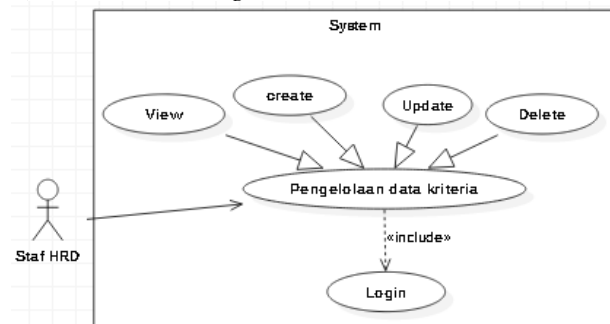 System
View
create
Update
Delete
Pengelolaan data kriteria
«include»
Staf HRD
Login